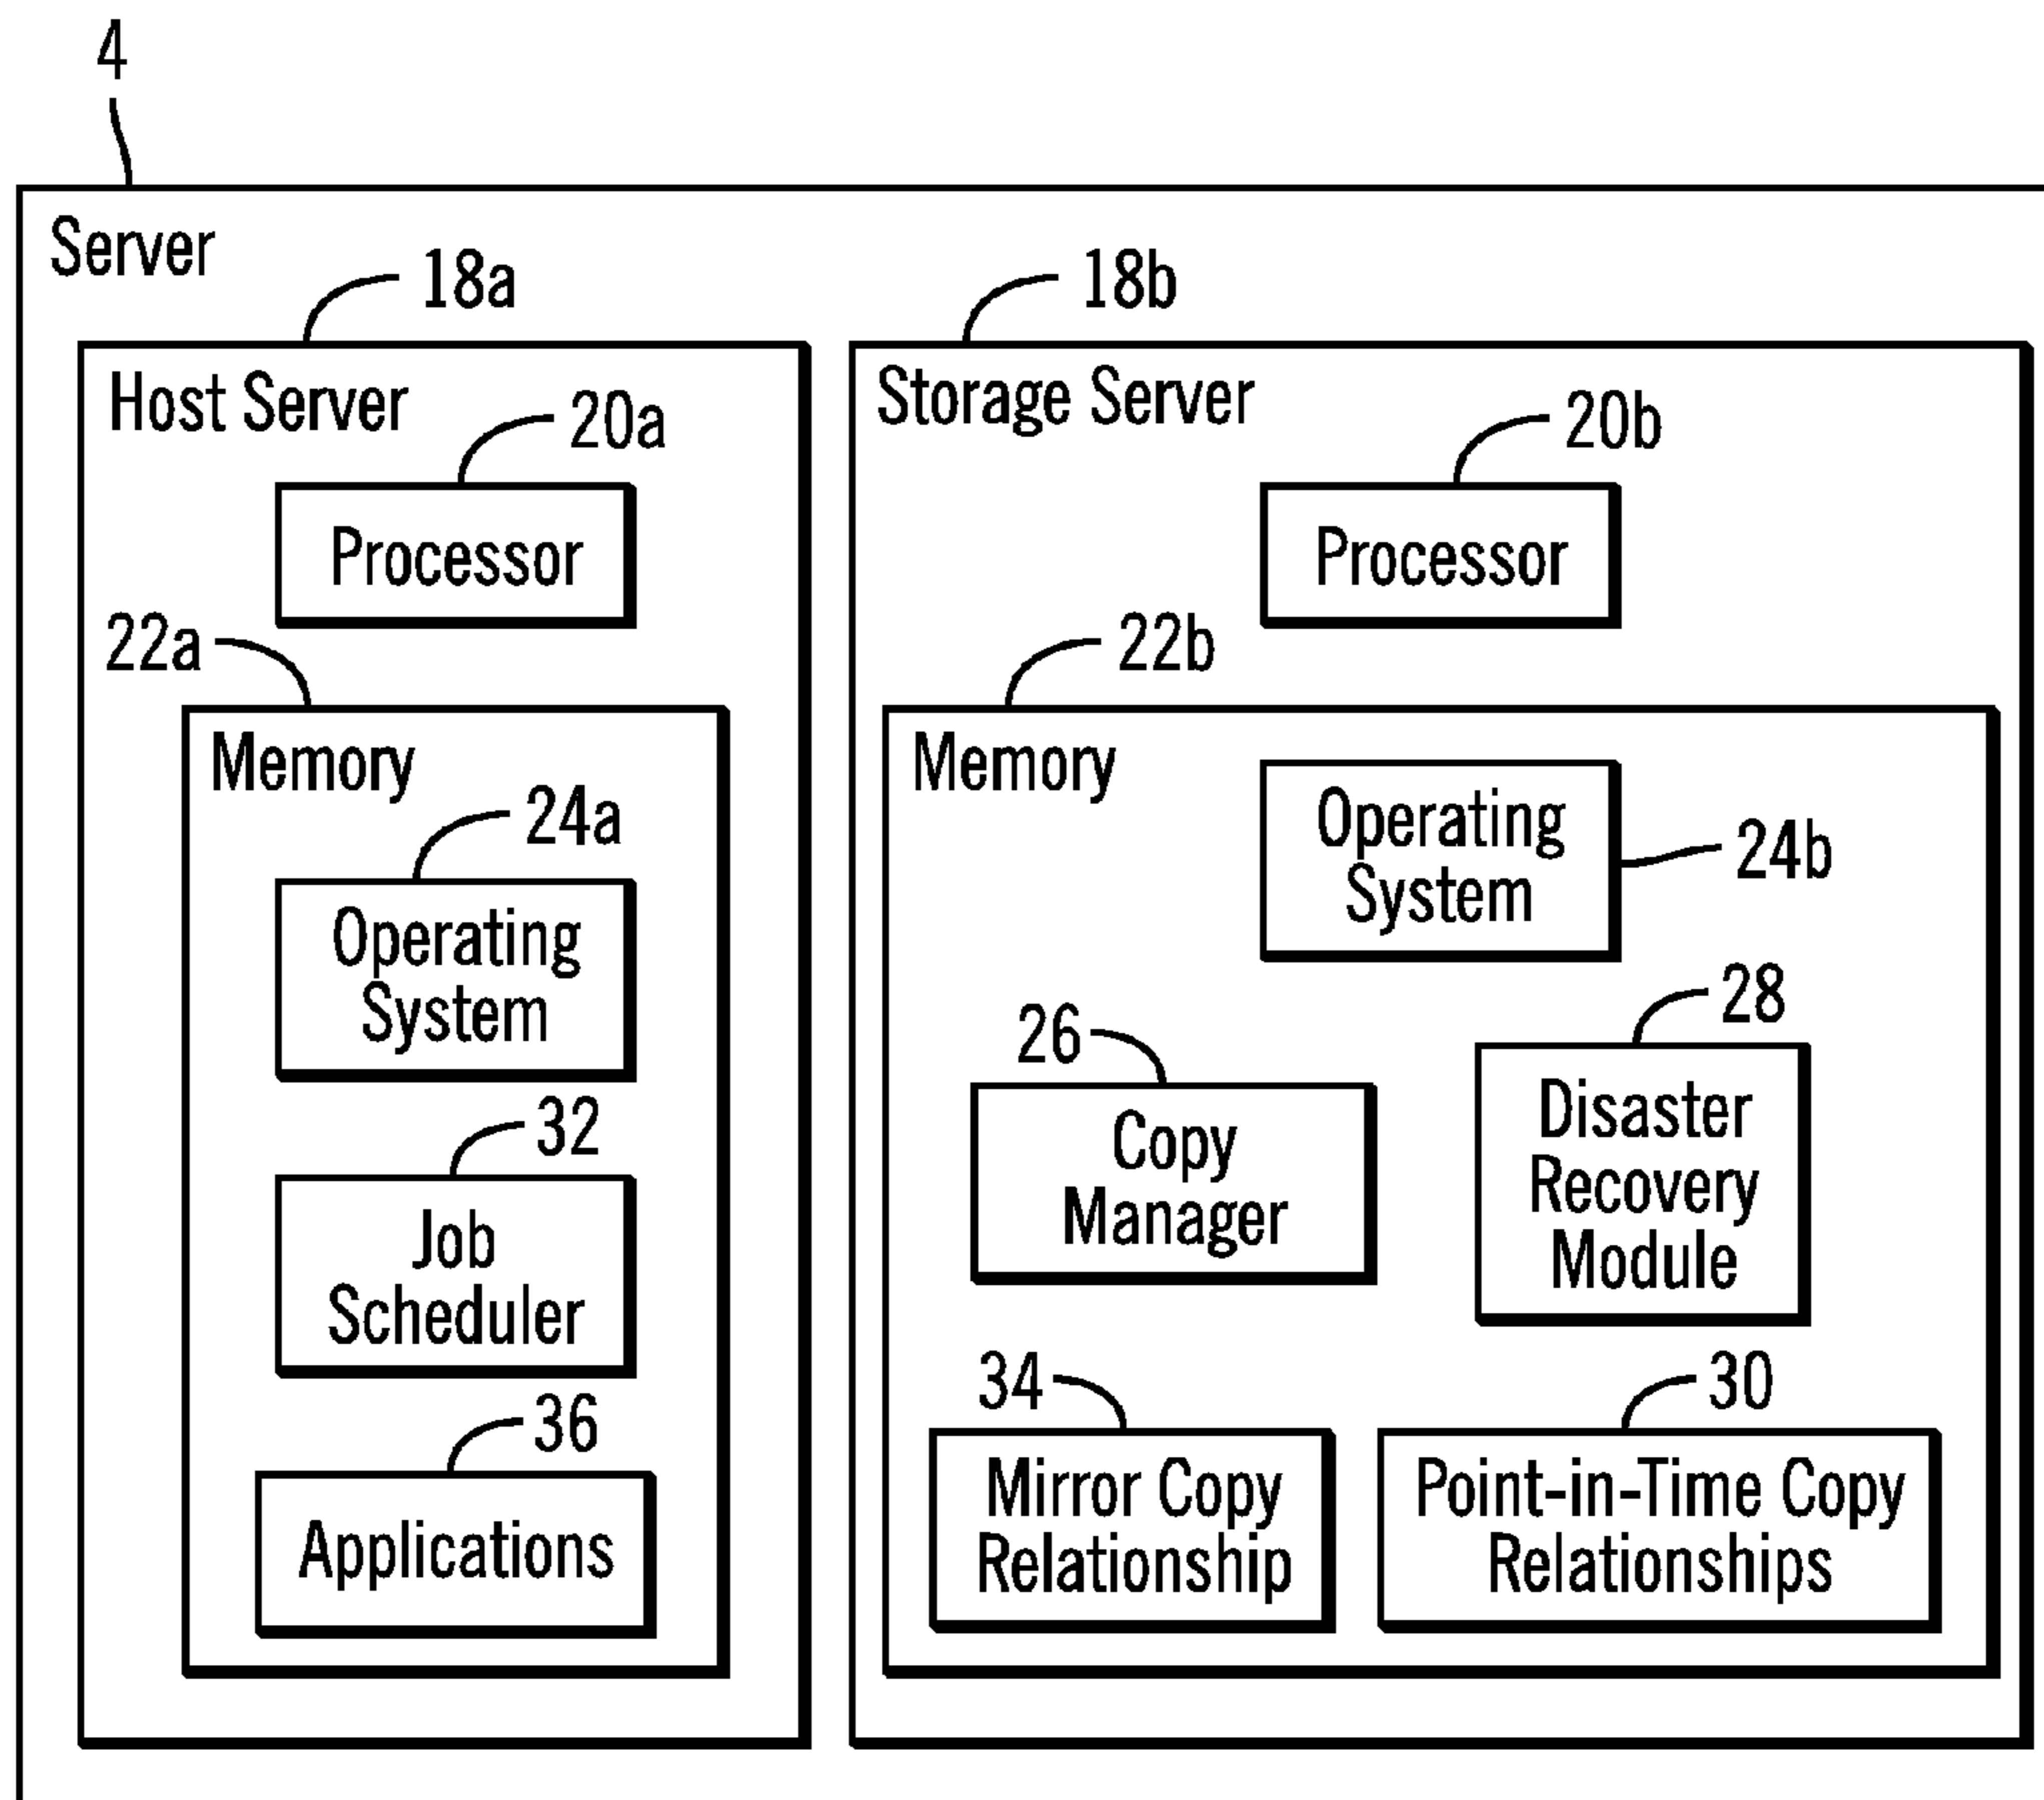 4
Server
18a
Host Server
20a
Processor
22a
Memory
24a
Operating
System
32
Job
Scheduler
36
Applications
18b
Storage Server
20b
Processor
22b
Memory
Operating
System
24b
26
Copy
Manager
28
Disaster
Recovery
Module
34
Mirror Copy
Relationship
30
Point-in-Time Copy
Relationships